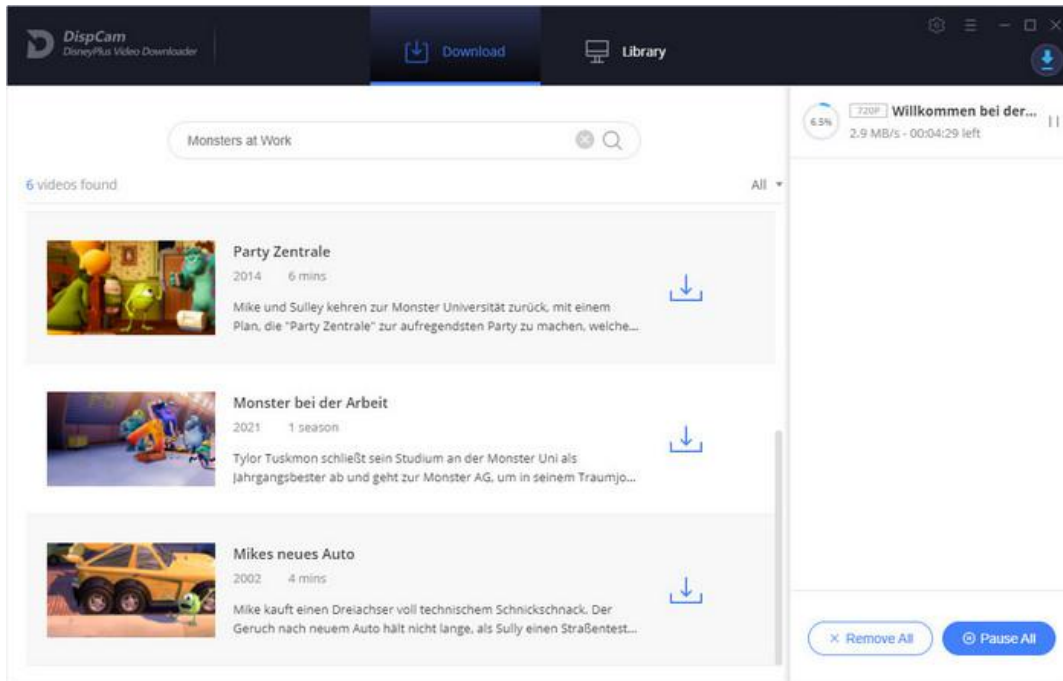 DispCam
DisneyPlus Video Downloader
Download
Library
Monsters at Work
6 videos found
All
Party Zentrale
2014 6 mins
Mike und Sulley kehren zur Monster Universität zurück, mit einem
Plan, die "Party Zentrale" zur aufregendsten Party zu machen, welche...
Monster bei der Arbeit
2021 1 season
Tylor Tuskmon schließt sein Studium an der Monster Uni als
Jahrgangsbester ab und geht zur Monster AG, um in seinem Traumjo...
Mikes neues Auto
2002 4 mins
Mike kauft einen Dreiachser voll technischem Schnickschnack. Der
Geruch nach neuem Auto hält nicht lange, als Sully einen Straßentest...
6.5% 720P Willkommen bei der...
2.9 MB/s - 00:04:29 left
Remove All
Pause All